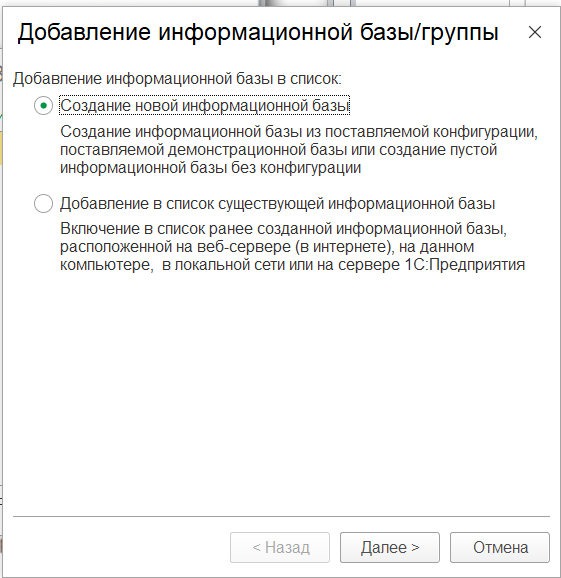 Добавление информационной базы/группы
Добавление информационной базы в список:
Создание новой информационной базы
Создание информационной базы из поставляемой конфигурации,
поставляемой демонстрационной базы или создание пустой
информационной базы без конфигурации
Добавление в список существующей информационной базы
Включение в список ранее созданной информационной базы,
расположенной на веб-сервере (в интернете), на данном
компьютере,  в локальной сети или на сервере 1С:Предприятия
< Назад
Далее >
Отмена